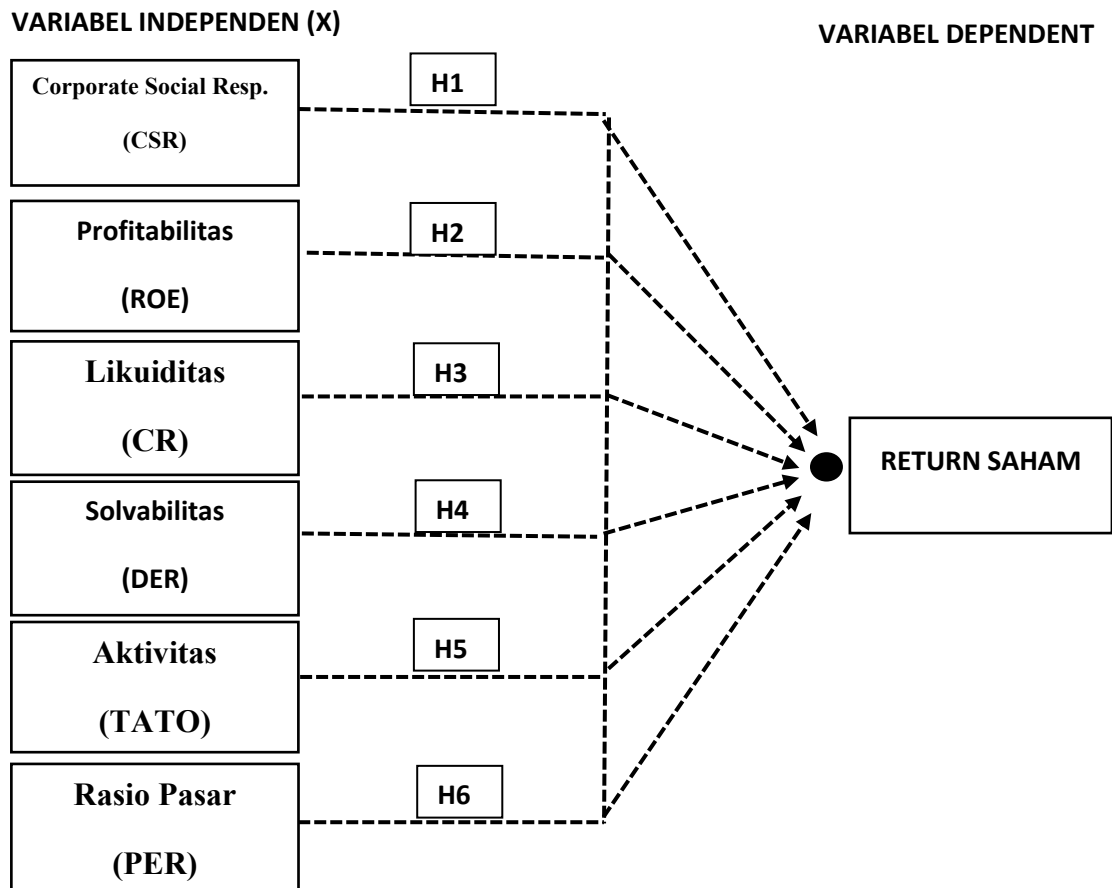 VARIABEL INDEPENDEN (X)
VARIABEL DEPENDENT
Corporate Social Resp.
(CSR)
H1
Profitabilitas
(ROE)
H2
Likuiditas
(CR)
H3
Solvabilitas
(DER)
H4
Aktivitas
(TATO)
H5
Rasio Pasar
(PER)
H6
RETURN SAHAM